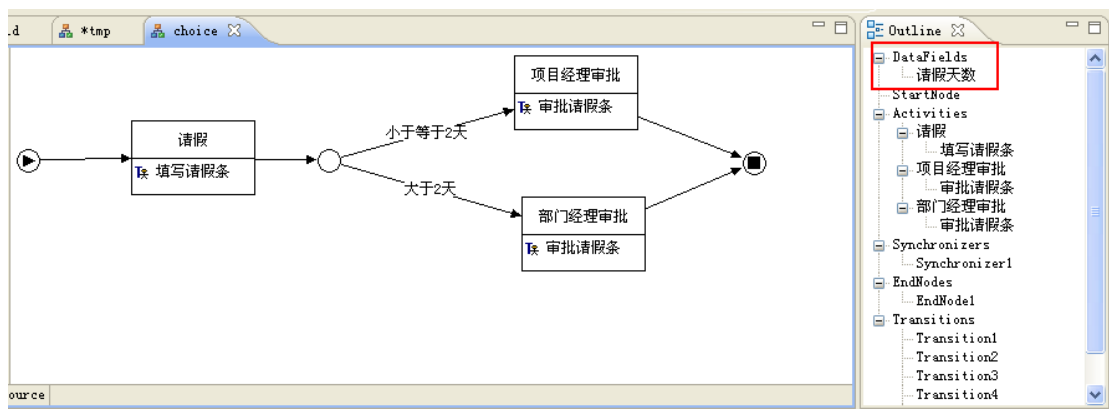 .d
*tmp
choice
项目经理审批
审批请假条
请假
填写请假条
小于等于2天
大于2天
部门经理审批
审批请假条
ource
Outline
DataFields
请假天数
StartNode
Activities
请假
填写请假条
项目经理审批
审批请假条
部门经理审批
审批请假条
Synchronizers
Synchronizer1
EndNodes
EndNode1
Transitions
Transition1
Transition2
Transition3
Transition4